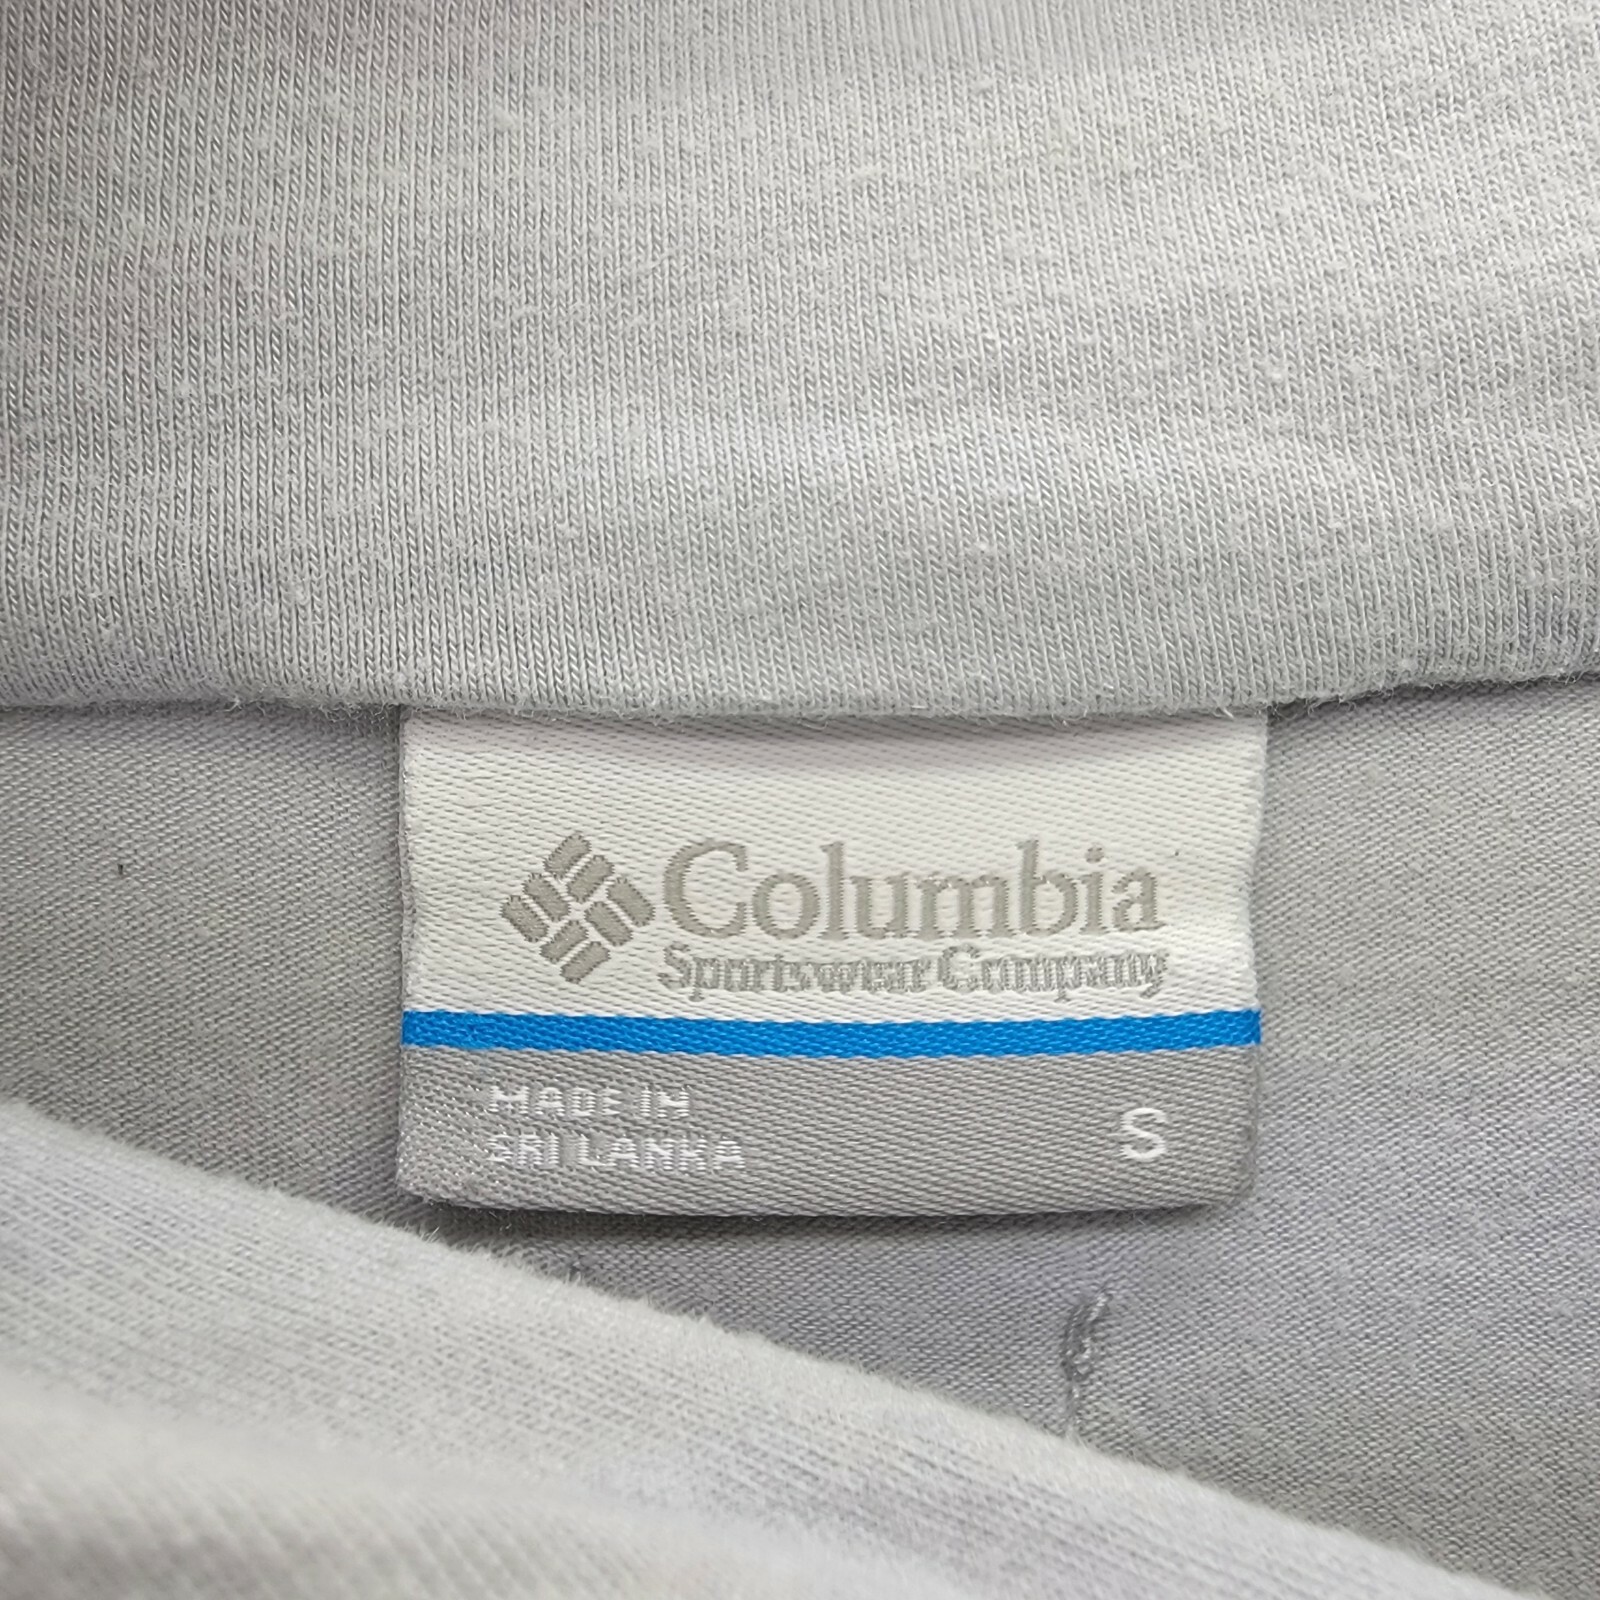 Columbia
Sportswear Company
MADE IN
SRI LANKA
S